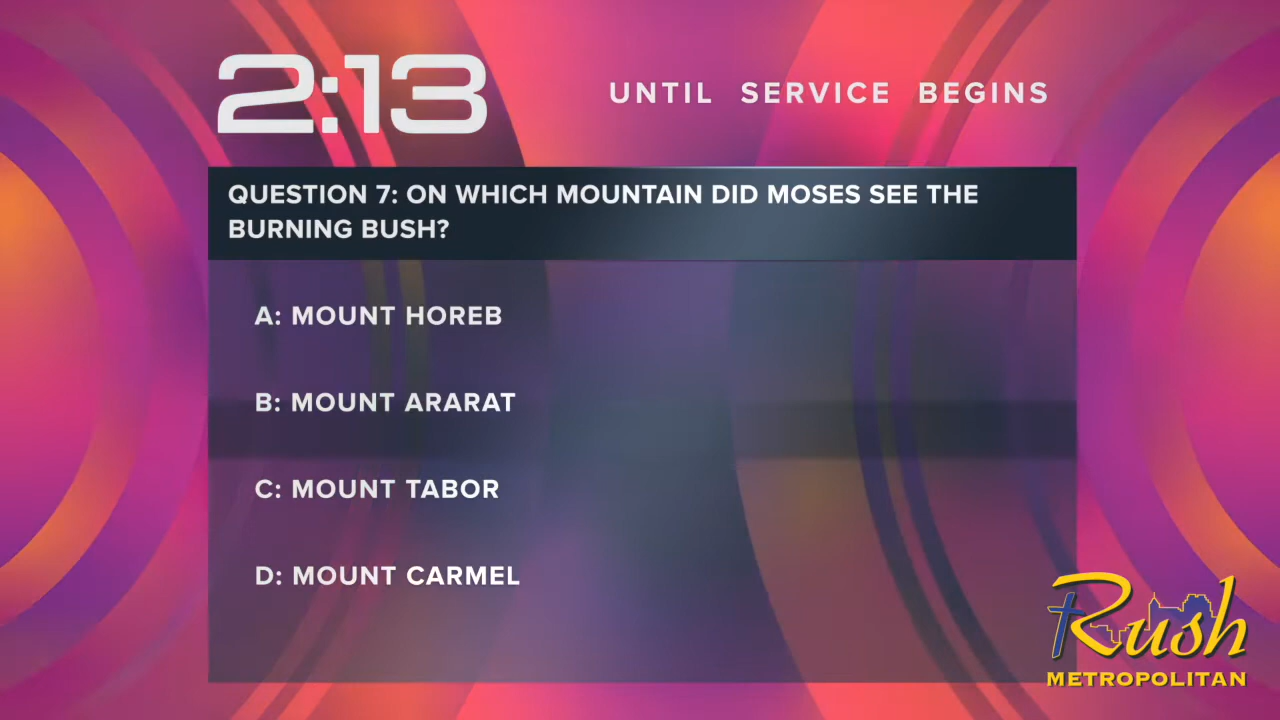 2:13
UNTIL SERVICE BEGINS
QUESTION 7: ON WHICH MOUNTAIN DID MOSES SEE THE
BURNING BUSH?
A: MOUNT HOREB
B: MOUNT ARARAT
C: MOUNT TABOR
D: MOUNT CARMEL
Rush
METROPOLITAN